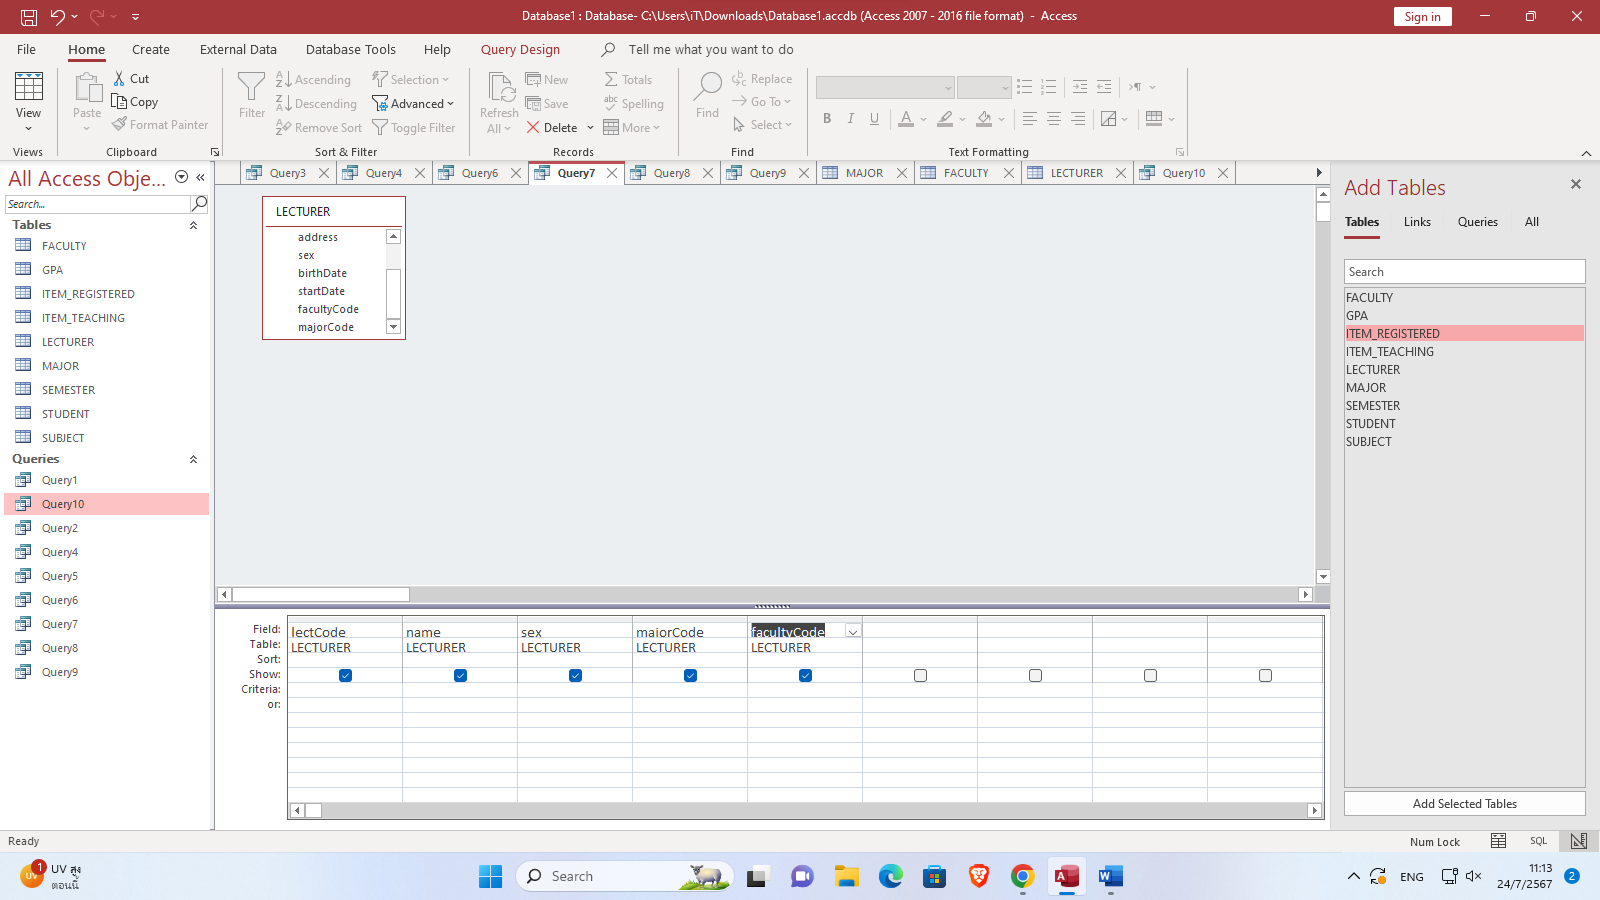 Database1 : Database- C:\Users\iT\Downloads\Database1.accdb (Access 2007 - 2016 file format)  -  Access
Sign in
File
Home
Create
External Data
Database Tools
Help
Query Design
Tell me what you want to do
View
Views
Paste
Cut
Copy
Format Painter
Clipboard
Filter
Ascending
Descending
Remove Sort
Selection
Advanced
Toggle Filter
Sort & Filter
Refresh
All
New
Save
Delete
Totals
Spelling
More
Records
Find
Replace
Go To
Select
Find
B I U A
Text Formatting
All Access Obje...
Search...
Tables
FACULTY
GPA
ITEM_REGISTERED
ITEM_TEACHING
LECTURER
MAJOR
SEMESTER
STUDENT
SUBJECT
Queries
Query1
Query10
Query2
Query4
Query5
Query6
Query7
Query8
Query9
Query3
Query4
Query6
Query7
Query8
Query9
MAJOR
FACULTY
LECTURER
Query10
LECTURER
address
sex
birthDate
startDate
facultyCode
majorCode
Field: lectCode name sex majorCode facultyCode
Table: LECTURER LECTURER LECTURER LECTURER LECTURER
Sort:
Show:
Criteria:
or:
Add Tables
Tables
Links
Queries
All
Search
FACULTY
GPA
ITEM_REGISTERED
ITEM_TEACHING
LECTURER
MAJOR
SEMESTER
STUDENT
SUBJECT
Add Selected Tables
Ready
Num Lock
SQL
UV
1
UV สูง
ตอนนี้
Search
ENG
11:13
24/7/2567
2